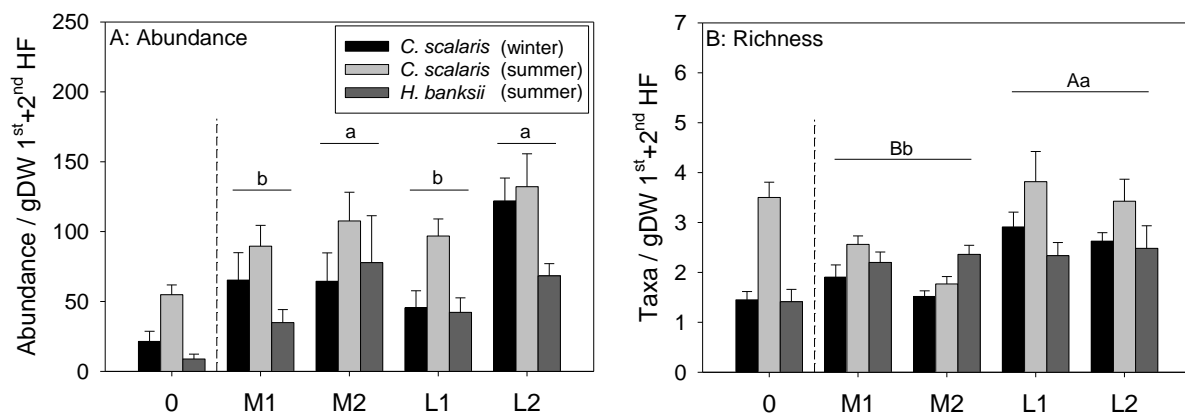 A: Abundance
C. scalaris (winter)
C. scalaris (summer)
H. banksii (summer)
Abundance / gDW 1st+2nd HF
250
200
150
100
50
0
b
a
b
a
0 M1 M2 L1 L2
B: Richness
Taxa / gDW 1st+2nd HF
7
6
5
4
3
2
1
0
Bb
Aa
0 M1 M2 L1 L2